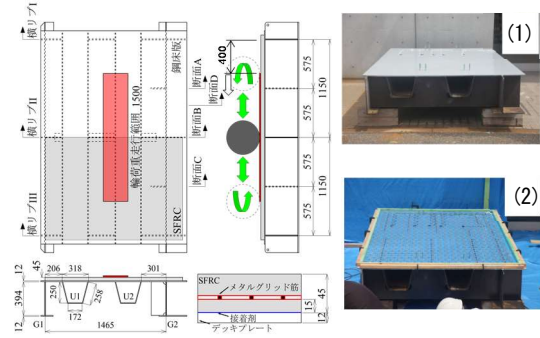 横リブⅠ
鋼床版
断面A
断面D
400
575
1150
横リブⅡ
輪荷重走行範囲 1500
断面B
575
断面C
575
1150
横リブⅢ
SFRC
575
(1)
(2)
12
45
206
318
301
394
250
U1
258
U2
172
12
G1
1465
G2
SFRC
メタルグリッド筋
15
45
12
接着剤
デッキプレート